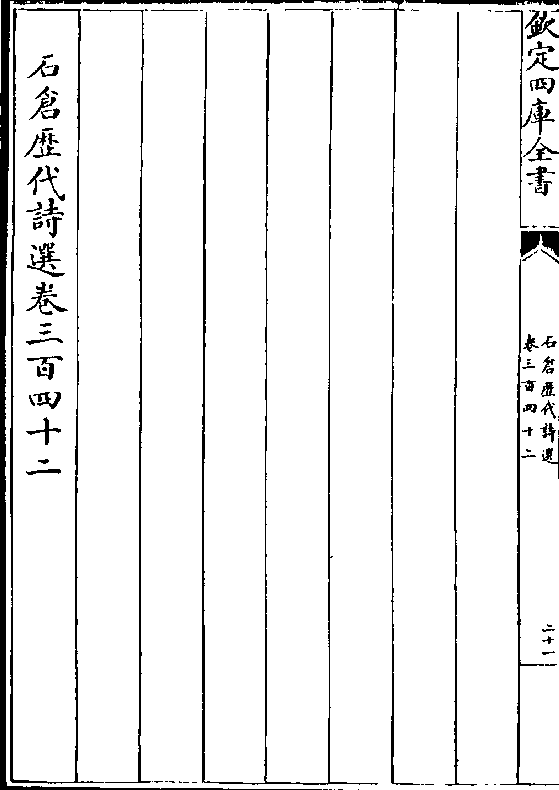 欽定四庫全書
石倉歷代詩選
卷三百四十二
二十一
石倉歷代詩選卷三百四十二